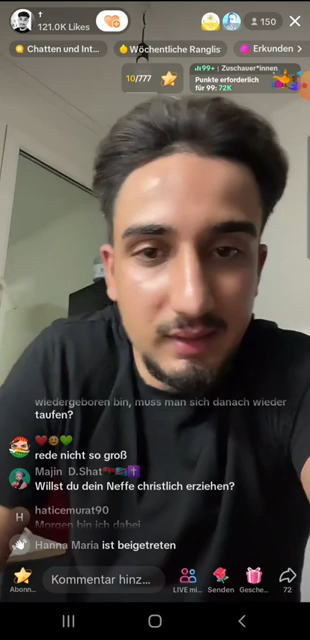 †
121.0K Likes
150
Chatten und Int...
Wöchentliche Ranglis
Erkunden
10/777
99+ | Zuschauer*innen
Punkte erforderlich
für 99: 72K
wiedergeboren bin, muss man sich danach wieder
taufen?
rede nicht so groß
Majin D.Shat
Willst du dein Neffe christlich erziehen?
H
haticemurat90
Morgen bin ich dabei.
Hanna Maria ist beigetreten
Kommentar hinz...
Abonn...
LIVE mi...
Senden
Gesche...
72